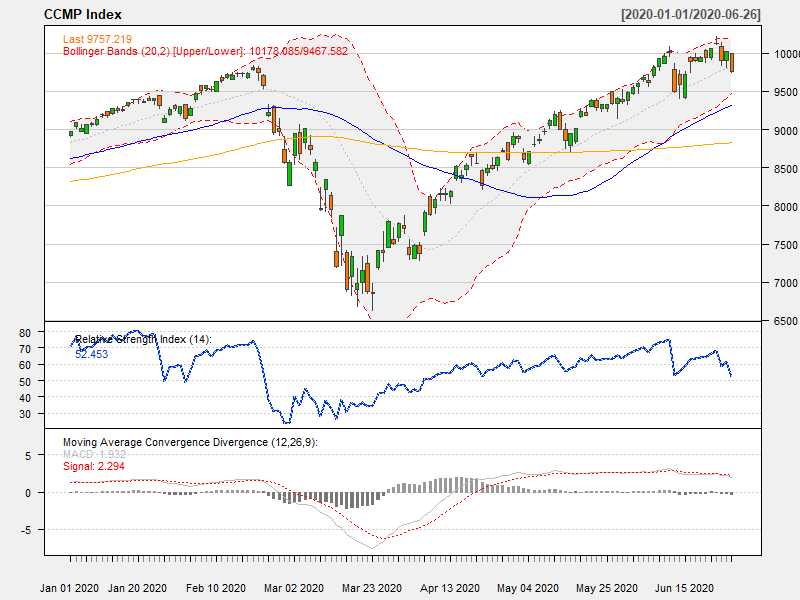 CCMP Index [2020-01-01/2020-06-26]
Last 9757.219
Bollinger Bands (20,2) [Upper/Lower]: 10178.085/9467.582
10000
9500
9000
8500
8000
7500
7000
6500
Relative Strength Index (14):
52.453
80
70
60
50
40
30
Moving Average Convergence Divergence (12,26,9):
MACD: 1.932
Signal: 2.294
5
0
-5
Jan 01 2020 Jan 20 2020 Feb 10 2020 Mar 02 2020 Mar 23 2020 Apr 13 2020 May 04 2020 May 25 2020 Jun 15 2020